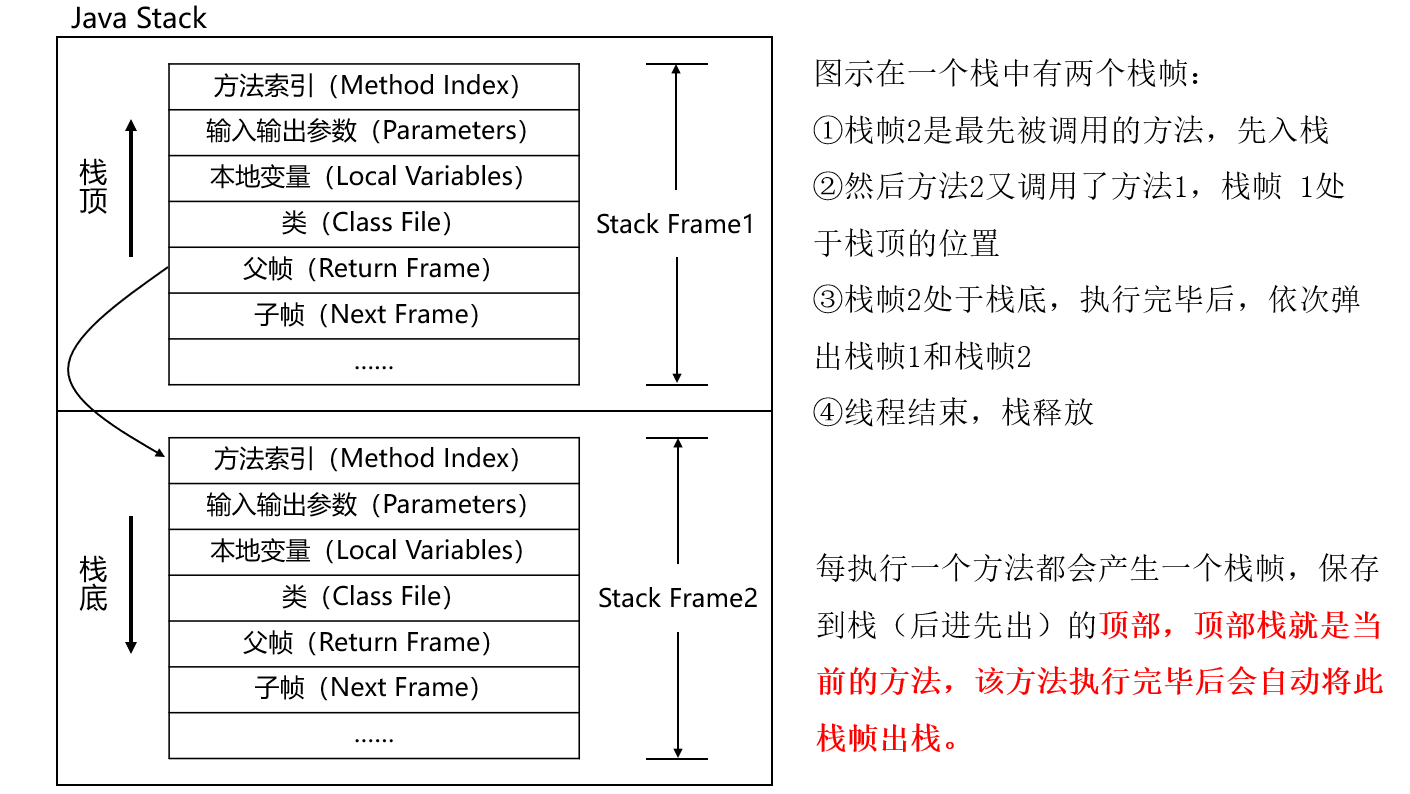 Java Stack
方法索引（Method Index）
输入输出参数（Parameters）
本地变量（Local Variables）
类（Class File）
父帧（Return Frame）
子帧（Next Frame）
......
栈顶
Stack Frame1
方法索引（Method Index）
输入输出参数（Parameters）
本地变量（Local Variables）
类（Class File）
父帧（Return Frame）
子帧（Next Frame）
......
栈底
Stack Frame2
图示在一个栈中有两个栈帧：
①栈帧2是最先被调用的方法，先入栈
②然后方法2又调用了方法1，栈帧 1处
于栈顶的位置
③栈帧2处于栈底，执行完毕后，依次弹
出栈帧1和栈帧2
④线程结束，栈释放
每执行一个方法都会产生一个栈帧，保存
到栈（后进先出）的顶部，顶部栈就是当
前的方法，该方法执行完毕后会自动将此
栈帧出栈。